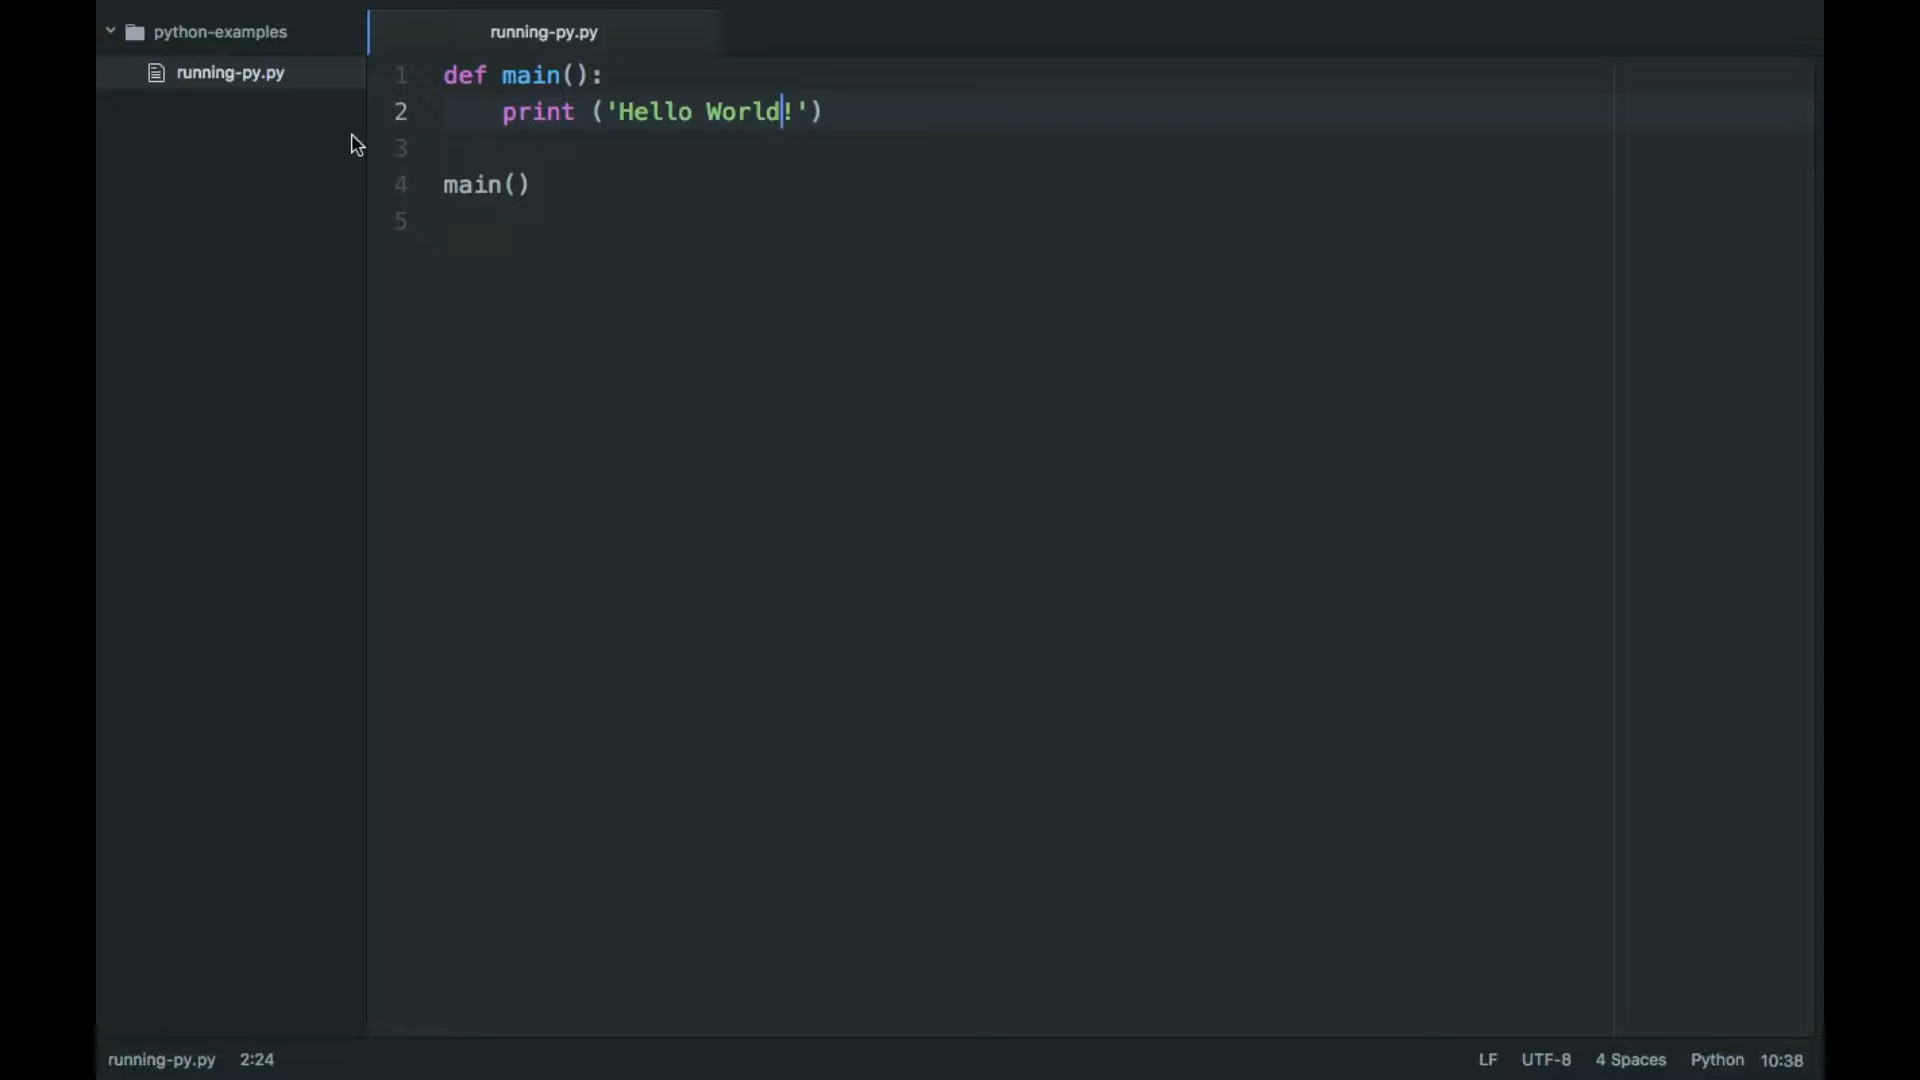 python-examples
running-py.py
running-py.py
1 def main():
2     print ('Hello World!')
3
4 main()
5
running-py.py 2:24
LF UTF-8 4 Spaces Python 10:38